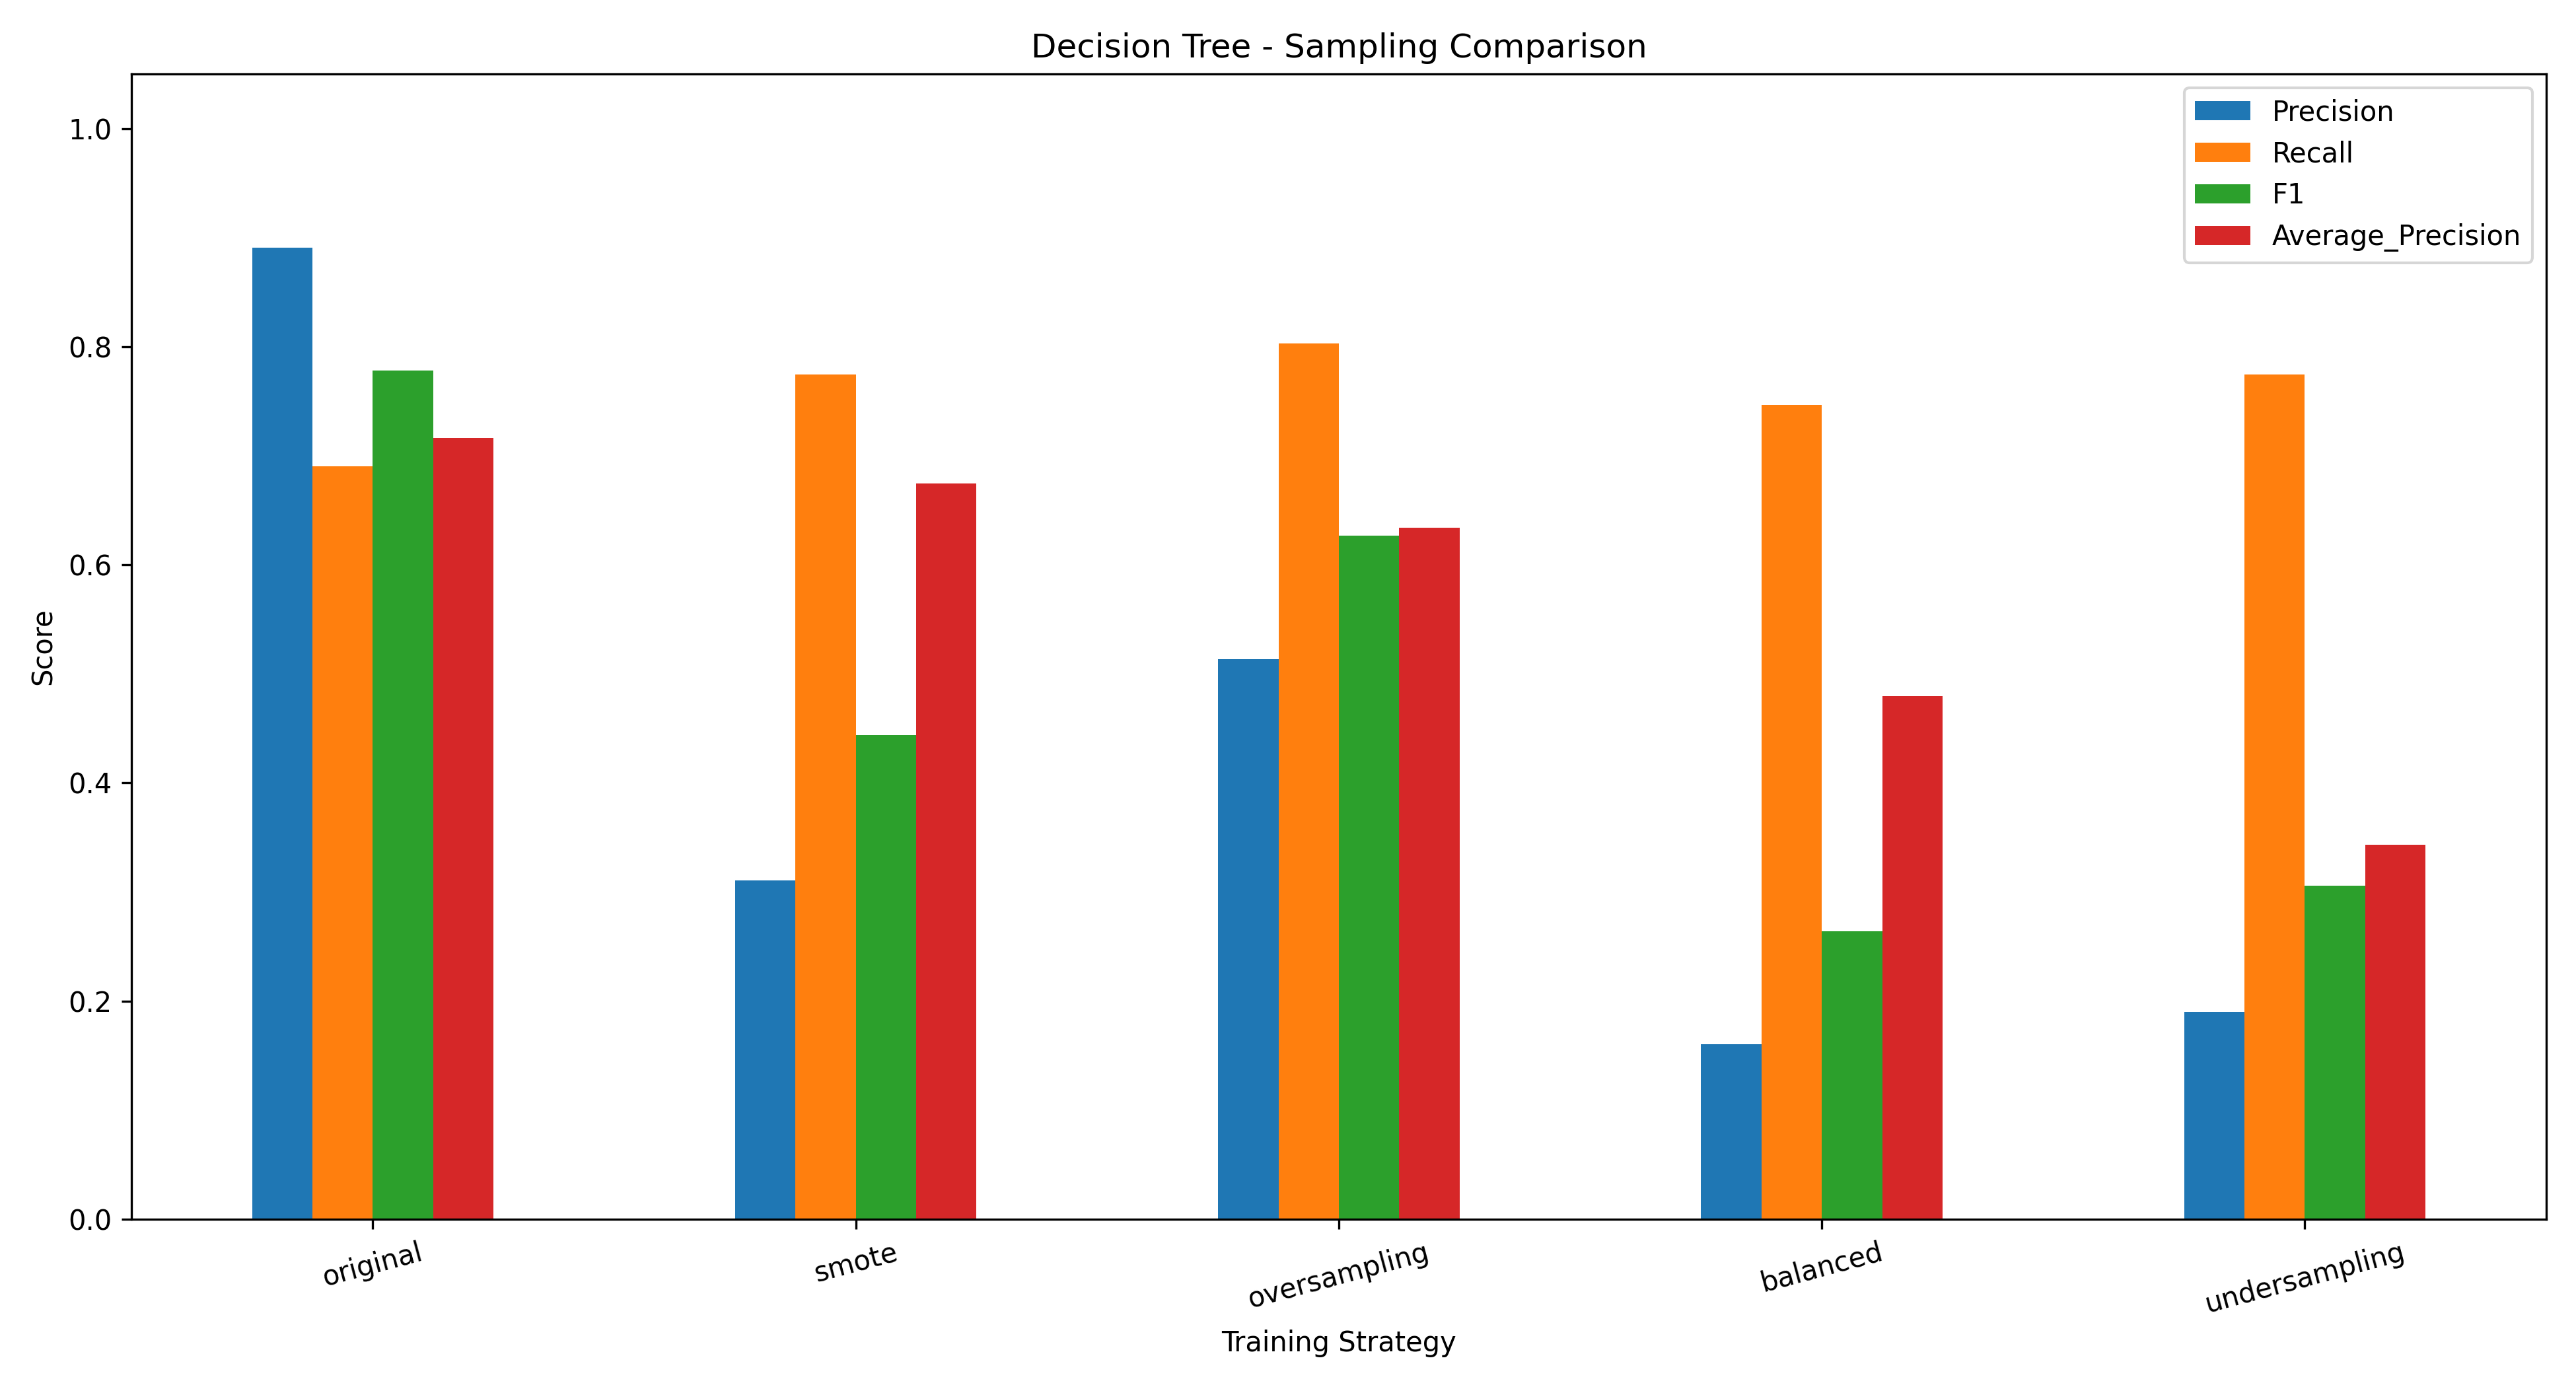 Decision Tree - Sampling Comparison
Precision
Recall
F1
Average_Precision
1.0
0.8
0.6
0.4
0.2
0.0
Score
original
smote
oversampling
balanced
undersampling
Training Strategy